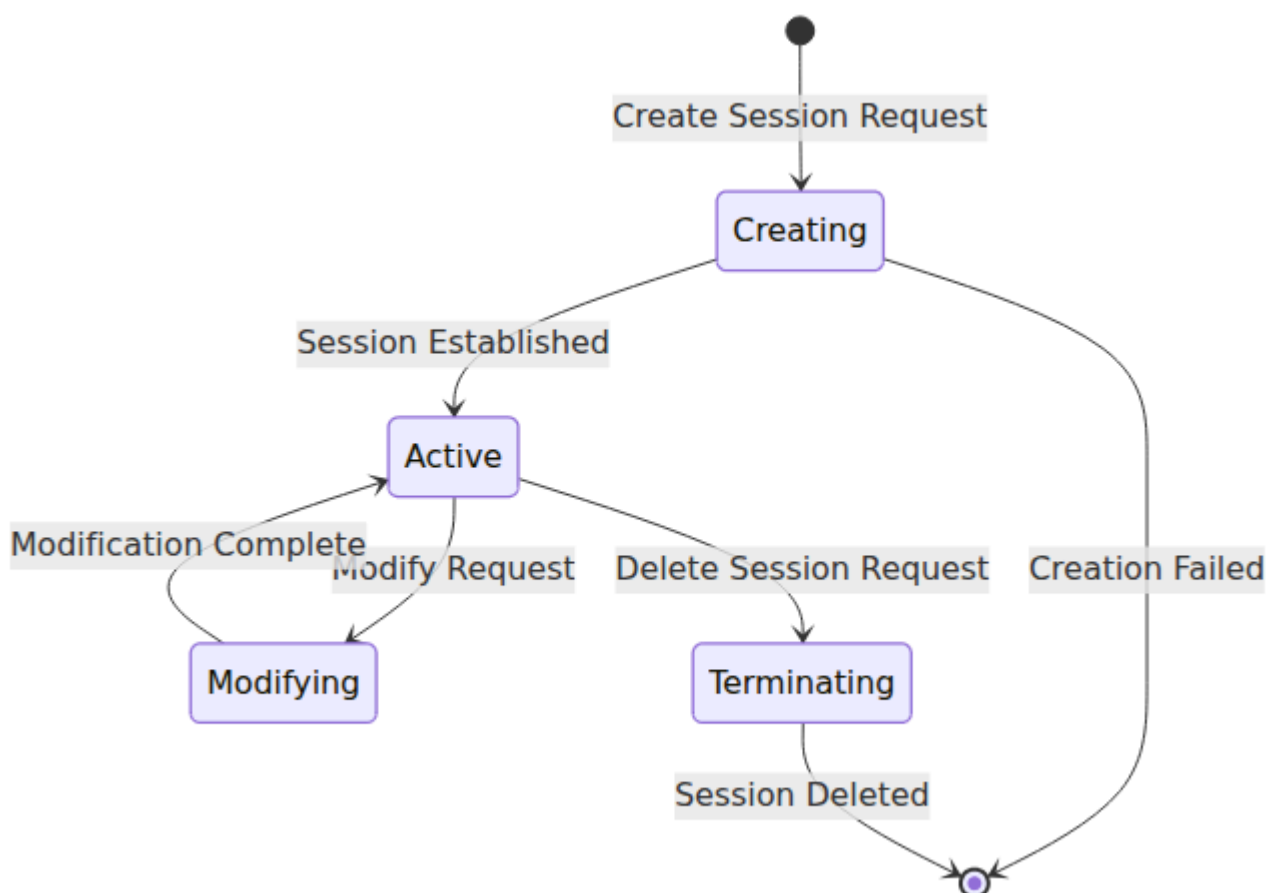 Create Session Request
Creating
Session Established
Active
Modification Complete
Modify Request
Delete Session Request
Creation Failed
Modifying
Terminating
Session Deleted